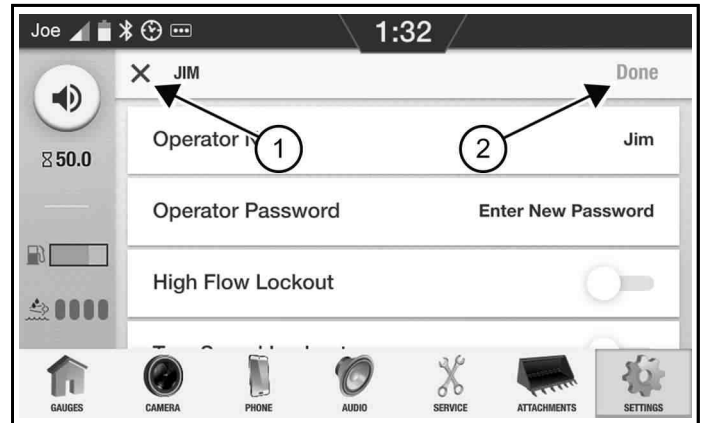 Joe 1:32
JIM Done
Operator 1 2 Jim
50.0
Operator Password Enter New Password
High Flow Lockout
GAUGES CAMERA PHONE AUDIO SERVICE ATTACHMENTS SETTINGS